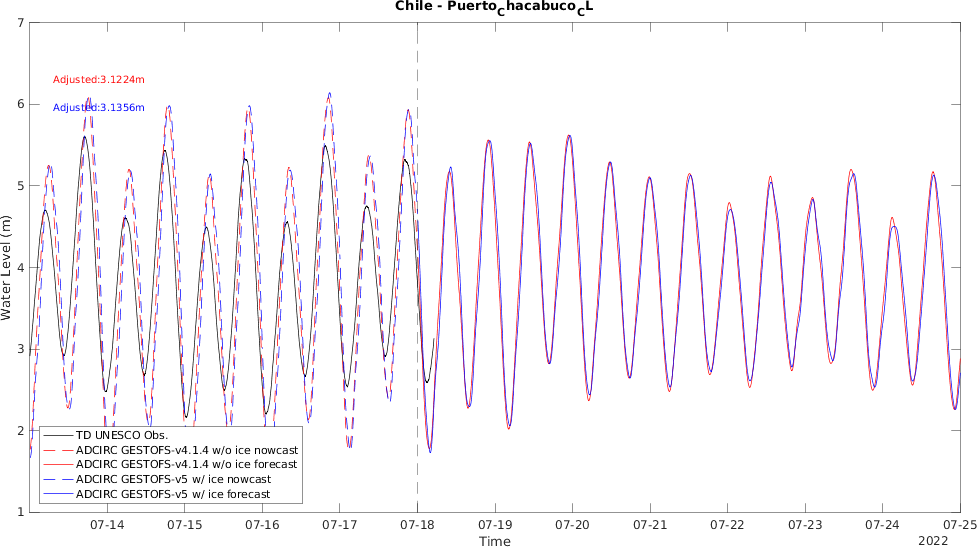 Chile - Puerto_Chacabuco_CL
Water Level (m)
7
6
5
4
3
2
1
Adjusted:3.1224m
Adjusted:3.1356m
TD UNESCO Obs.
ADCIRC GESTOFS-v4.1.4 w/o ice nowcast
ADCIRC GESTOFS-v4.1.4 w/o ice forecast
ADCIRC GESTOFS-v5 w/ ice nowcast
ADCIRC GESTOFS-v5 w/ ice forecast
07-14 07-15 07-16 07-17 07-18 07-19 07-20 07-21 07-22 07-23 07-24 07-25
Time
2022